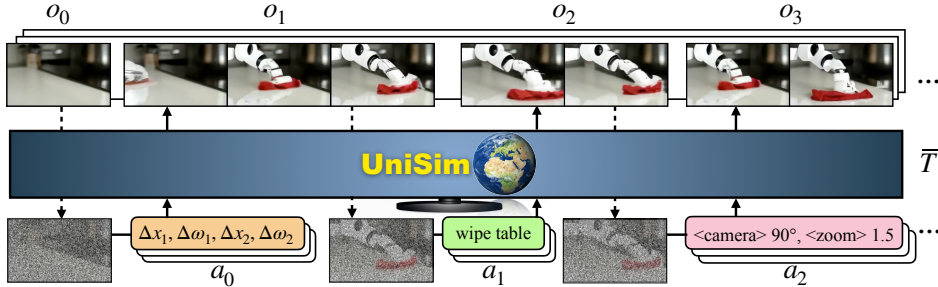 o₀ o₁ o₂ o₃
...
UniSim
T̅
Δx₁, Δω₁, Δx₂, Δω₂ wipe table <camera> 90°, <zoom> 1.5 ...
a₀ a₁ a₂